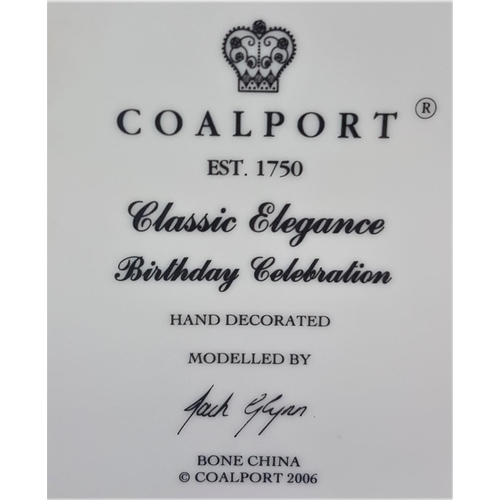 COALPORT ®
EST. 1750
Classic Elegance
Birthday Celebration
HAND DECORATED
MODELLED BY
Jack Glynn
BONE CHINA
© COALPORT 2006